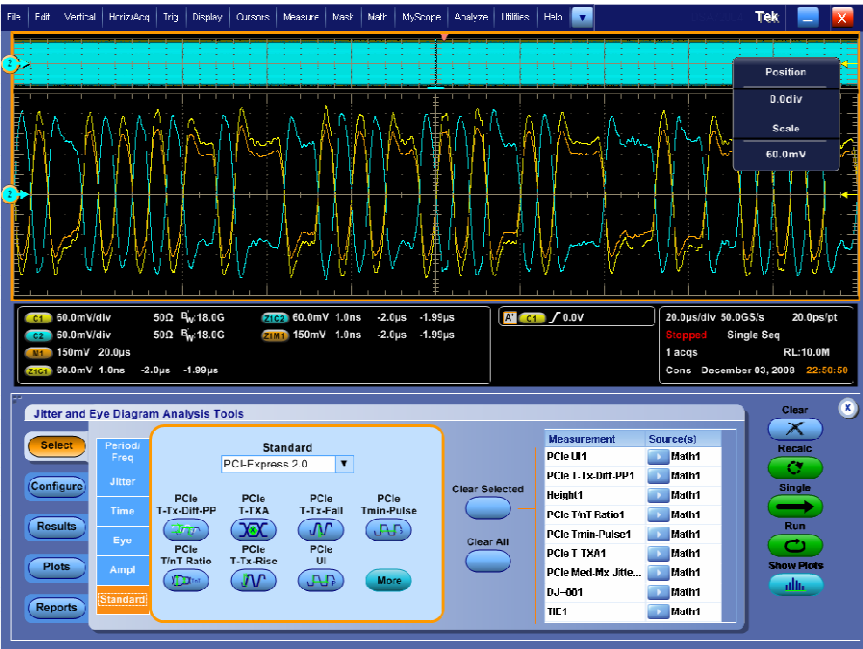 File Edit Vertical Horiz/Acq Trig Display Cursors Measure Mask Math MyScope Analyze Utilities Help Tek X
Position
0.0div
Scale
60.0mV
2
2
C1 60.0mV/div 50Ω BW:18.0G Z1C2 60.0mV 1.0ns -2.0µs -1.99µs
C2 60.0mV/div 50Ω BW:18.0G Z1M1 150mV 1.0ns -2.0µs -1.99µs
M1 150mV 20.0µs
Z1C1 60.0mV 1.0ns -2.0µs -1.99µs
A' C1 0.0V
20.0µs/div 50.0GS/s 20.0ps/pt
Stopped Single Seq
1 acqs RL:10.0M
Cons December 03, 2008 22:50:50
Jitter and Eye Diagram Analysis Tools
Select
Configure
Results
Plots
Reports
Period/
Freq
Jitter
Time
Eye
Ampl
Standard
Standard
PCI-Express 2.0
PCIe PCIe PCIe PCIe
T-Tx-Diff-PP T-TXA T-Tx-Fall Tmin-Pulse
PCIe PCIe PCIe
T/nT Ratio T-Tx-Rise UI
More
Clear Selected
Clear All
Measurement Source(s)
PCIe UI1 Math1
PCIe T-Tx-Diff-PP1 Math1
Height1 Math1
PCIe T/nT Ratio1 Math1
PCIe Tmin-Pulse1 Math1
PCIe T-TXA1 Math1
PCIe Med-Mx Jitte... Math1
DJ-dd1 Math1
TIE1 Math1
Clear
X
Recalc
Single
Run
Show Plots